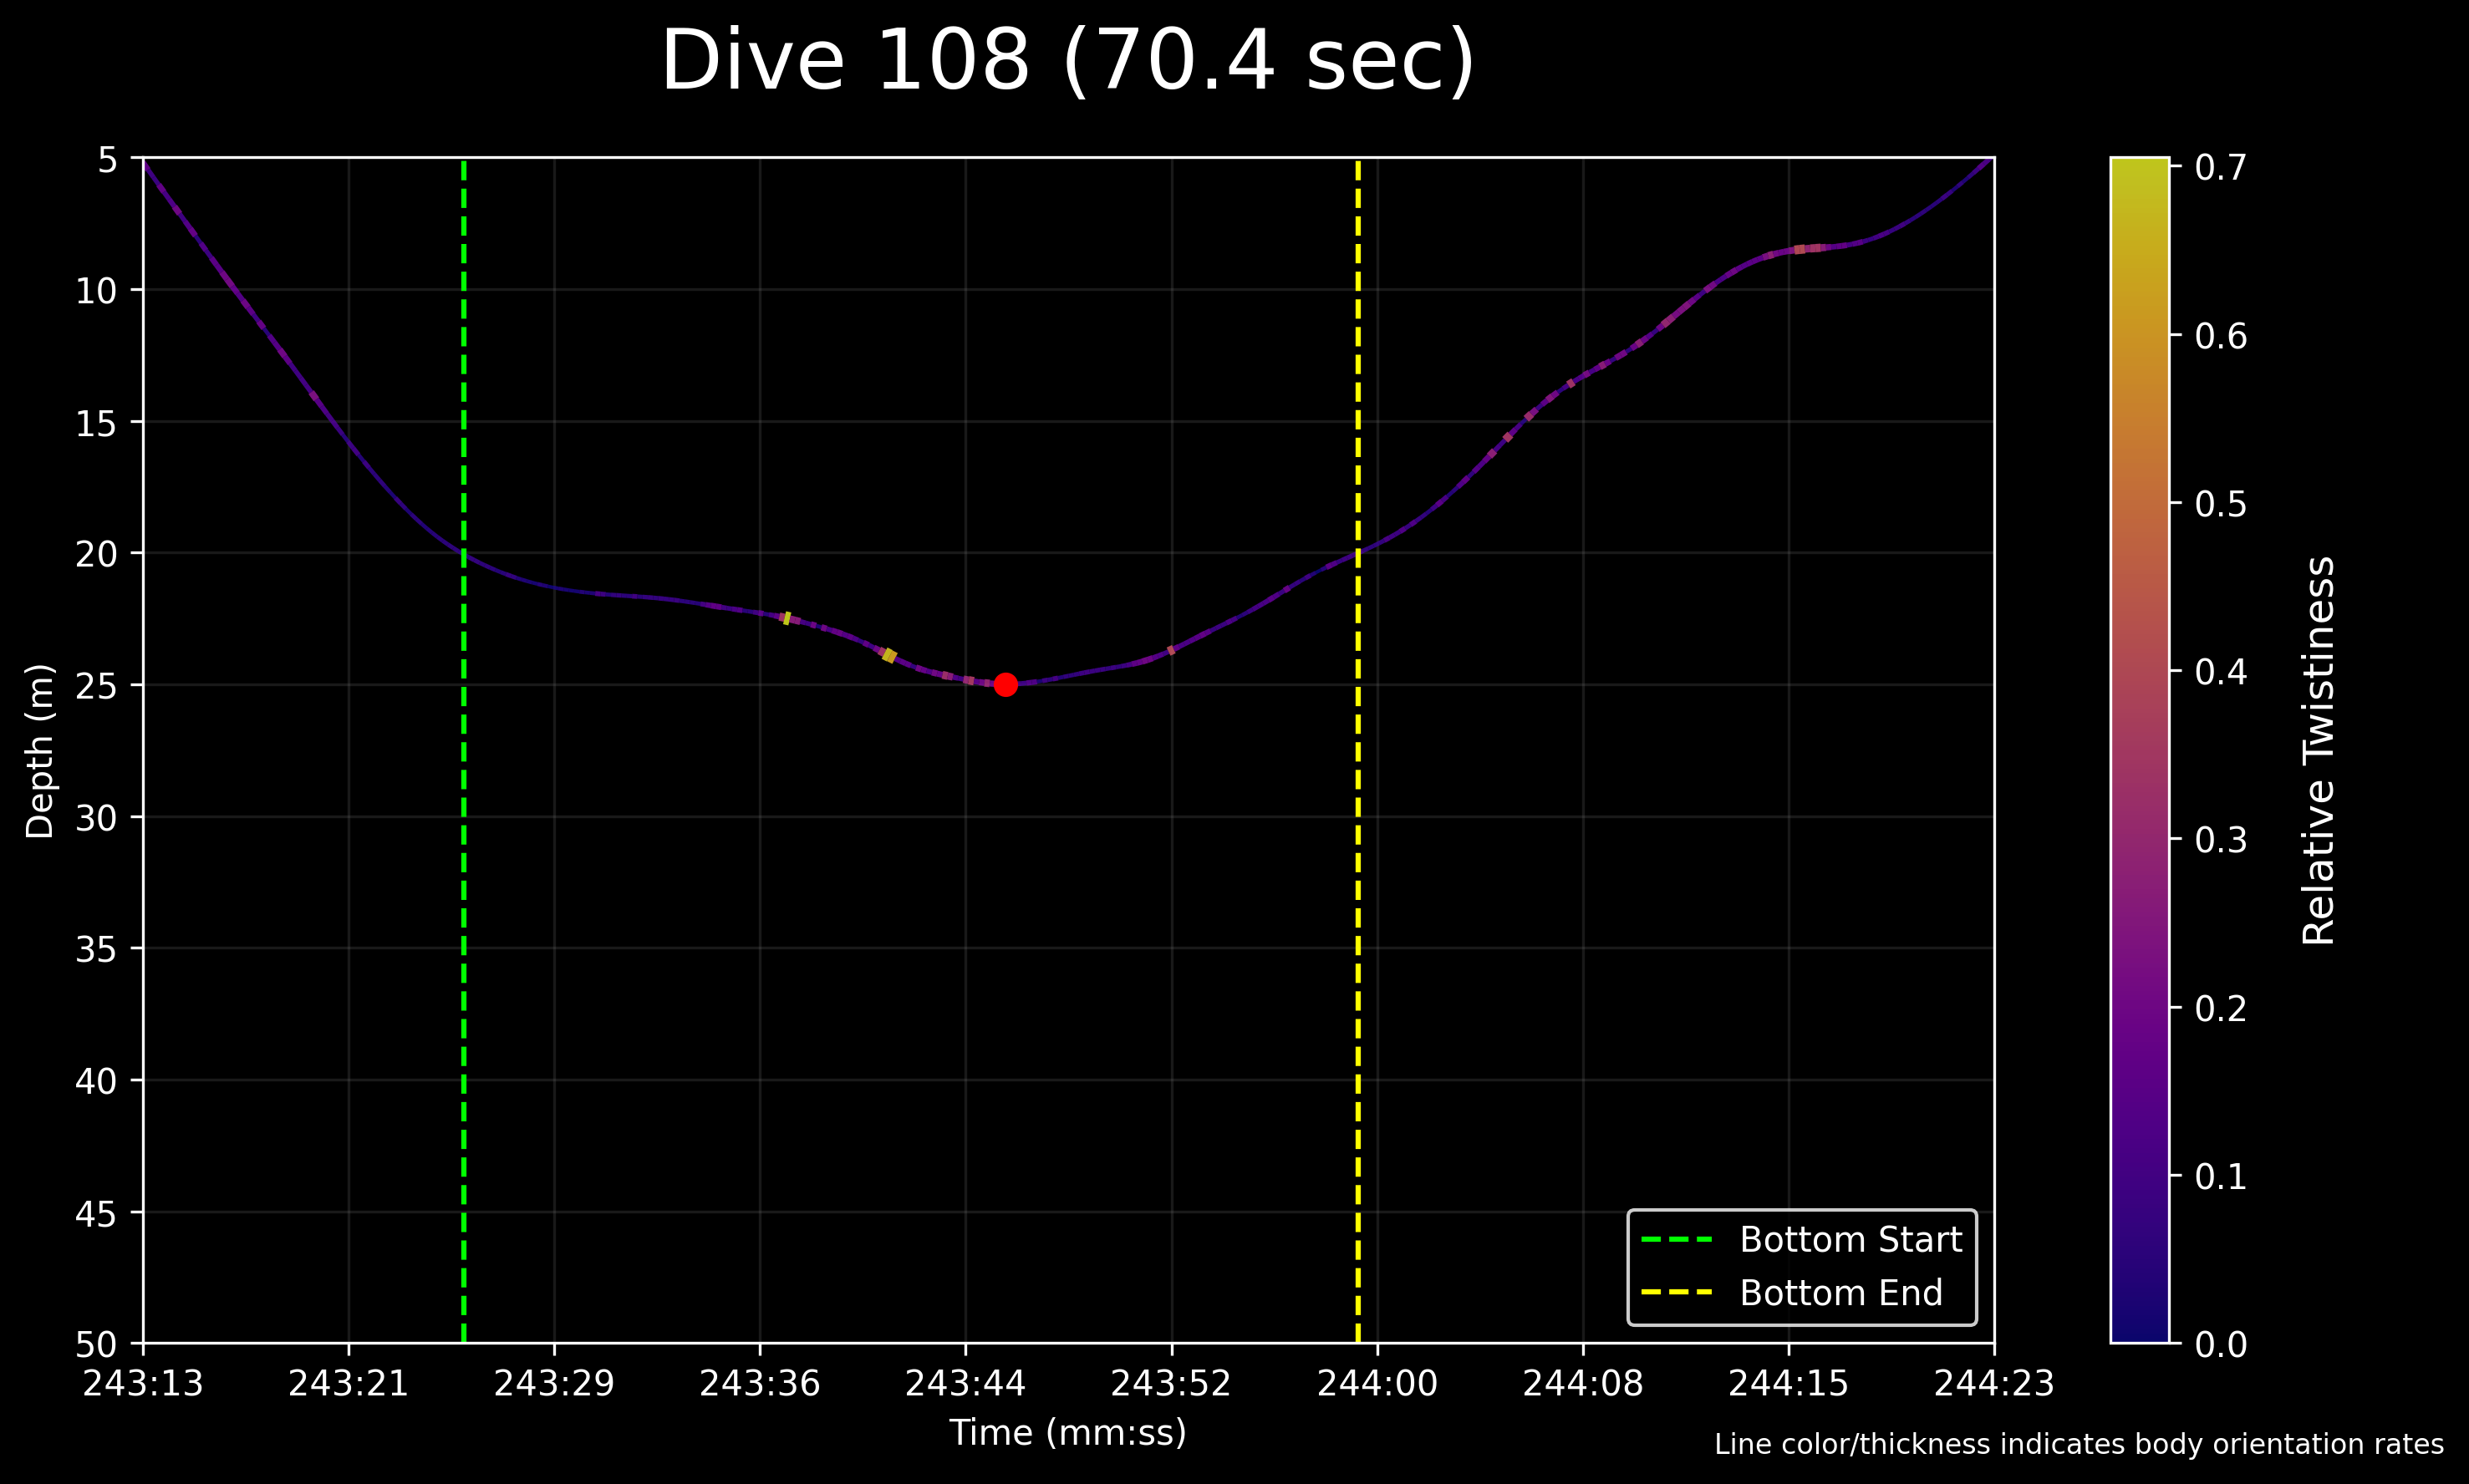 Dive 108 (70.4 sec)
5
10
15
20
25
30
35
40
45
50
Depth (m)
243:13 243:21 243:29 243:36 243:44 243:52 244:00 244:08 244:15 244:23
Time (mm:ss)
Bottom Start
Bottom End
0.7
0.6
0.5
0.4
0.3
0.2
0.1
0.0
Relative Twistiness
Line color/thickness indicates body orientation rates